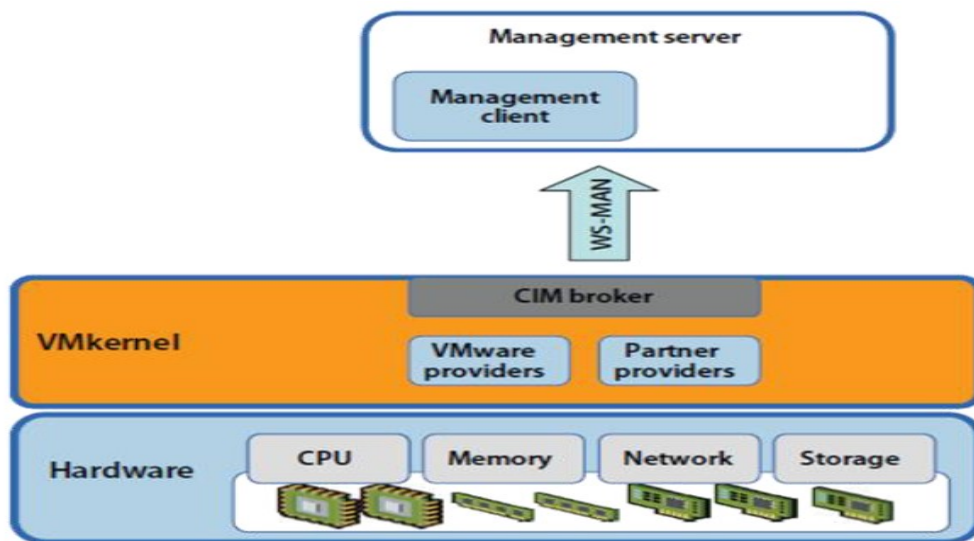 Management server
Management
client
WS-MAN
CIM broker
VMkernel
VMware
providers
Partner
providers
Hardware
CPU
Memory
Network
Storage